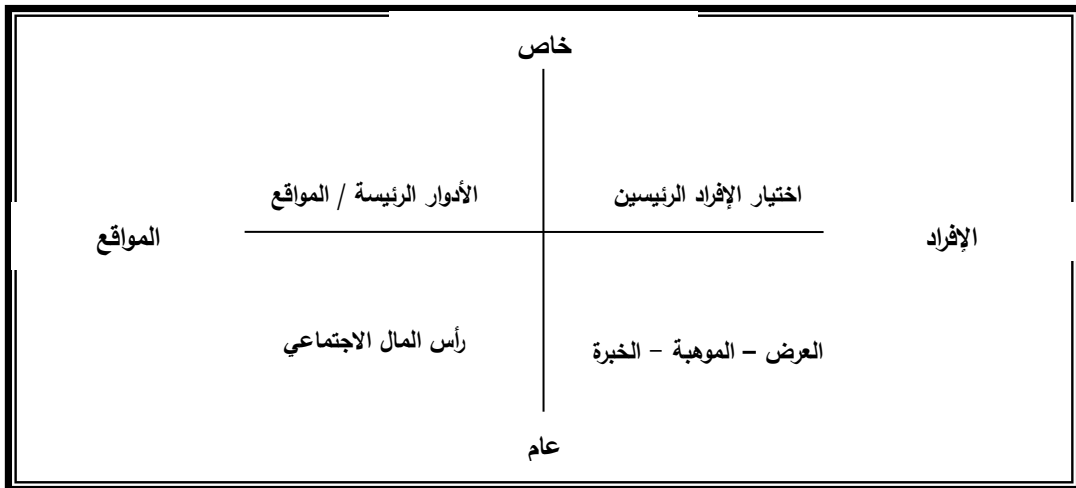 خاص
اختيار الإفراد الرئيسين
الأدوار الرئيسة / المواقع
الإفراد
المواقع
العرض – الموهبة - الخبرة
رأس المال الاجتماعي
عام